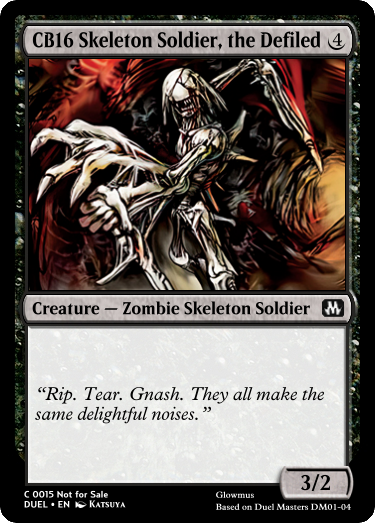 CB16 Skeleton Soldier, the Defiled 4
Creature — Zombie Skeleton Soldier
“Rip. Tear. Gnash. They all make the
same delightful noises.”
3/2
C 0015 Not for Sale
DUEL • EN Katsuya
Glowmus
Based on Duel Masters DM01-04